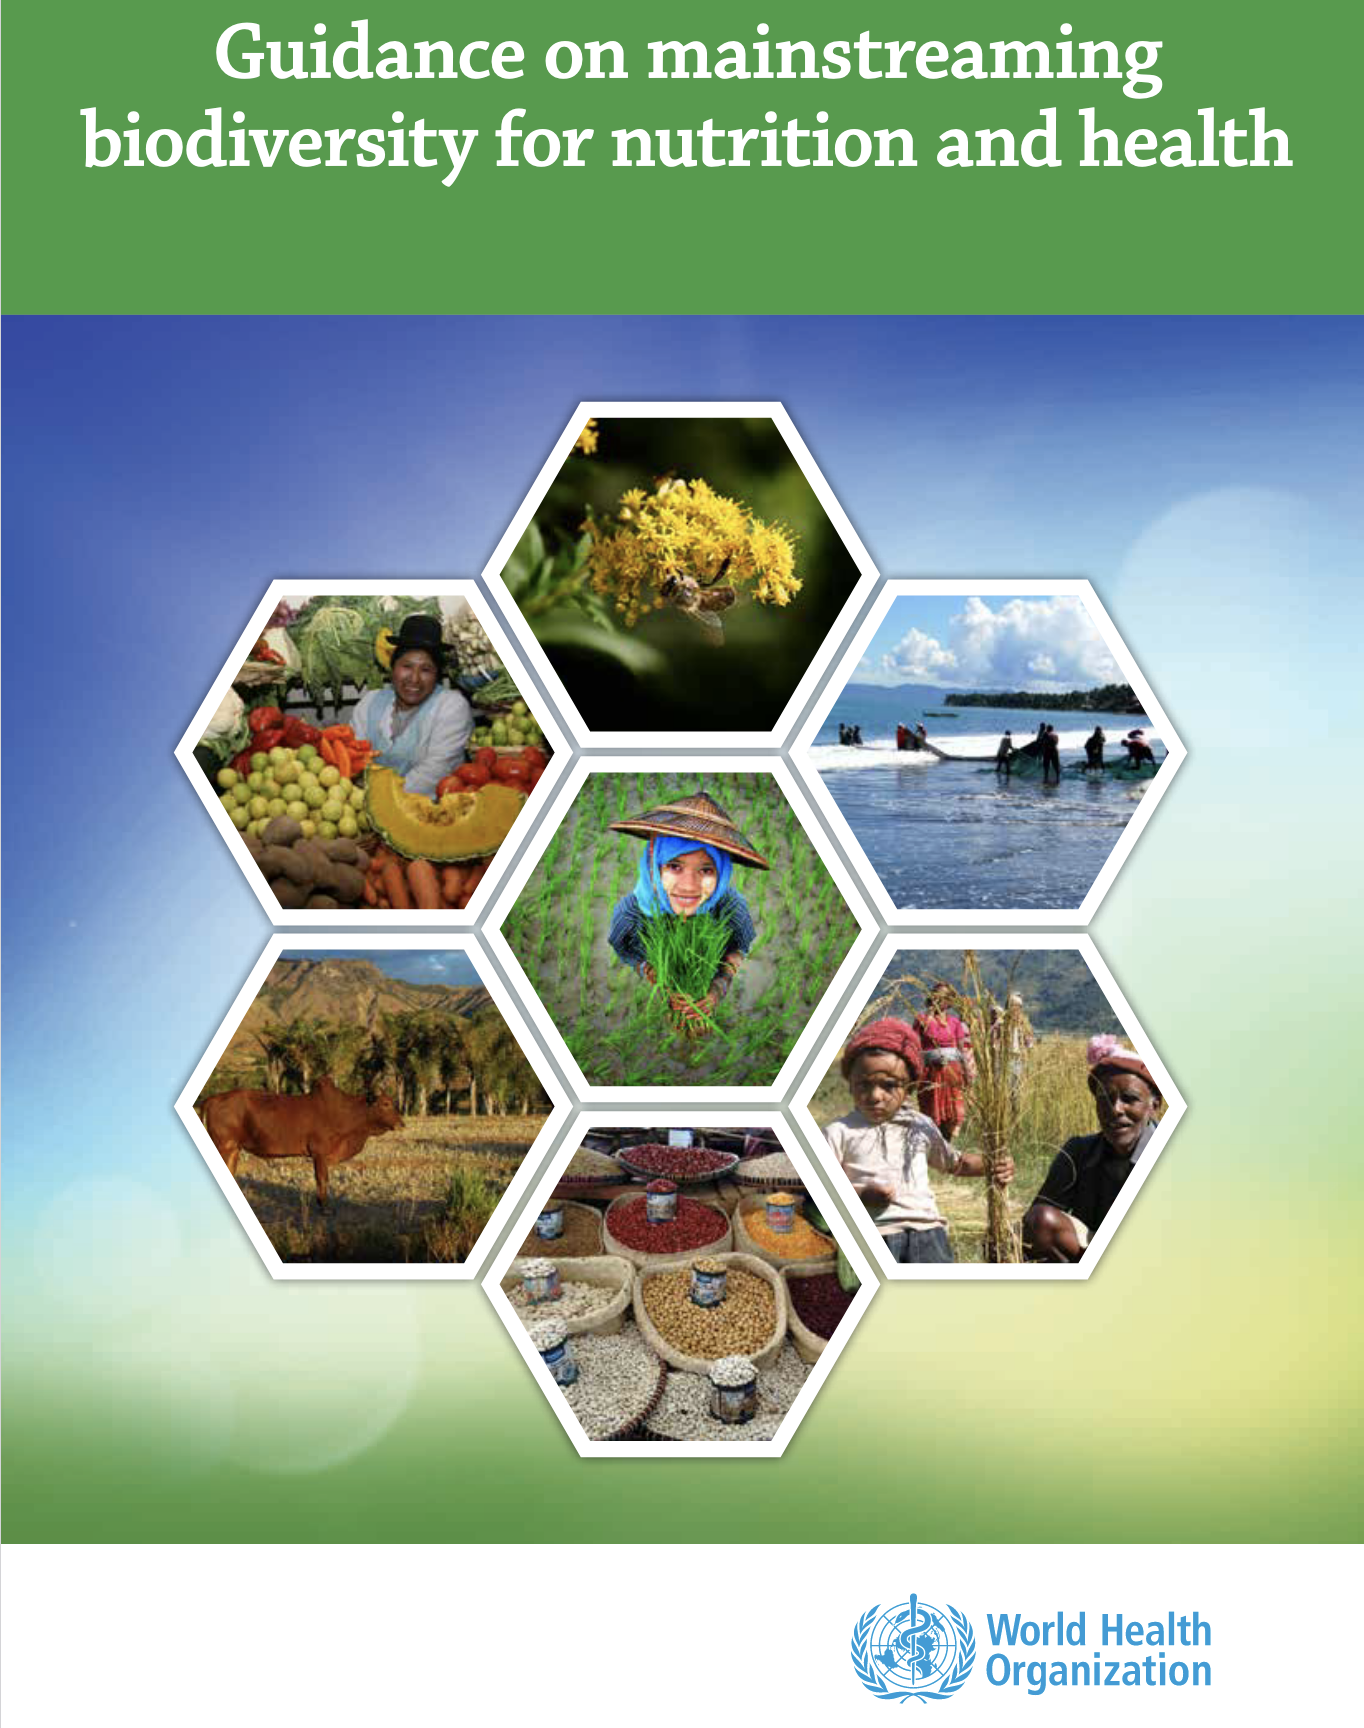 Guidance on mainstreaming
biodiversity for nutrition and health
World Health
Organization